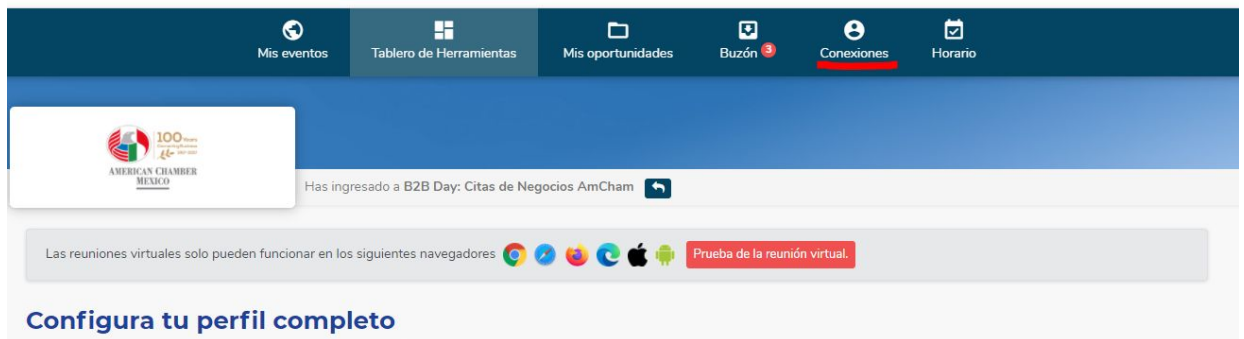 Mis eventos
Tablero de Herramientas
Mis oportunidades
Buzón 3
Conexiones
Horario
100 Years
AMERICAN CHAMBER
MEXICO
Has ingresado a B2B Day: Citas de Negocios AmCham
Las reuniones virtuales solo pueden funcionar en los siguientes navegadores
Prueba de la reunión virtual.
Configura tu perfil completo